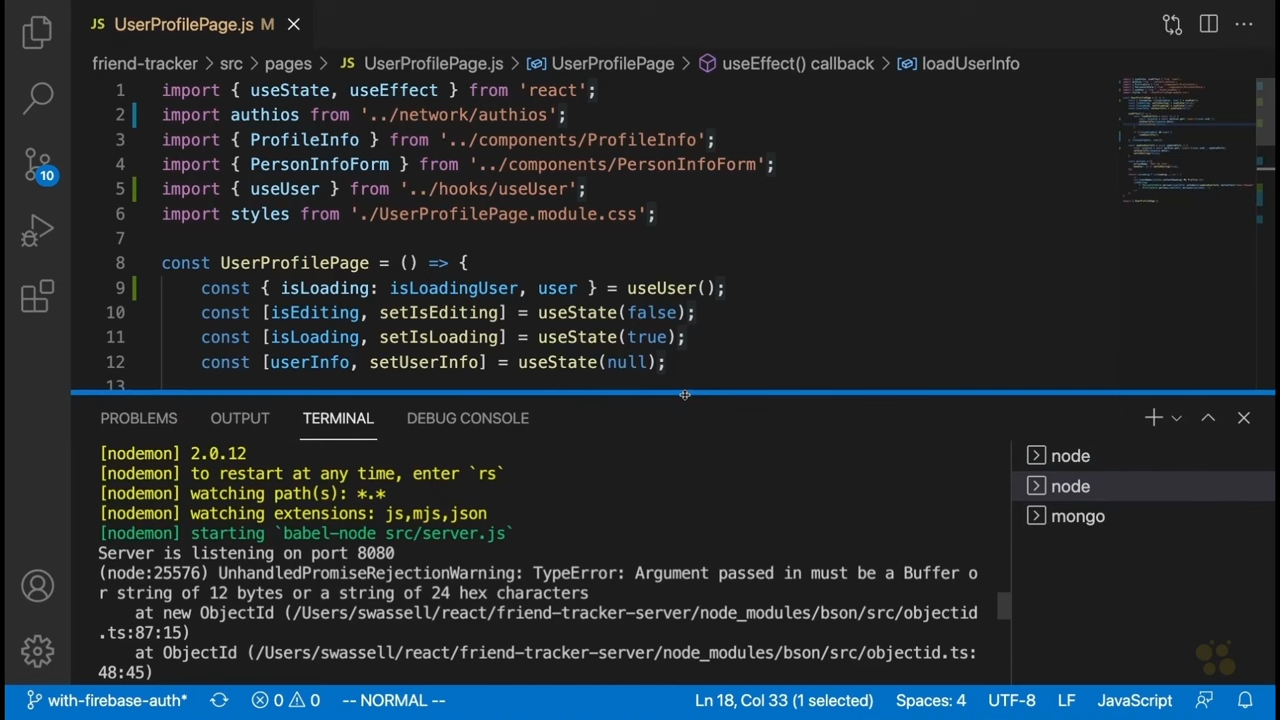 JS UserProfilePage.js M
friend-tracker > src > pages > JS UserProfilePage.js > UserProfilePage > useEffect() callback > loadUserInfo
1 import { useState, useEffect } from 'react';
2 import authios from '../network/authios';
3 import { ProfileInfo } from '../components/ProfileInfo';
4 import { PersonInfoForm } from '../components/PersonInfoForm';
5 import { useUser } from '../hooks/useUser';
6 import styles from './UserProfilePage.module.css';
7
8 const UserProfilePage = () => {
9 const { isLoading: isLoadingUser, user } = useUser();
10 const [isEditing, setIsEditing] = useState(false);
11 const [isLoading, setIsLoading] = useState(true);
12 const [userInfo, setUserInfo] = useState(null);
13
10
PROBLEMS OUTPUT TERMINAL DEBUG CONSOLE
[nodemon] 2.0.12
[nodemon] to restart at any time, enter `rs`
[nodemon] watching path(s): *.*
[nodemon] watching extensions: js,mjs,json
[nodemon] starting `babel-node src/server.js`
Server is listening on port 8080
(node:25576) UnhandledPromiseRejectionWarning: TypeError: Argument passed in must be a Buffer o
r string of 12 bytes or a string of 24 hex characters
at new ObjectId (/Users/swassell/react/friend-tracker-server/node_modules/bson/src/objectid
.ts:87:15)
at ObjectId (/Users/swassell/react/friend-tracker-server/node_modules/bson/src/objectid.ts:
48:45)
node
node
mongo
with-firebase-auth* 0 0 -- NORMAL -- Ln 18, Col 33 (1 selected) Spaces: 4 UTF-8 LF JavaScript